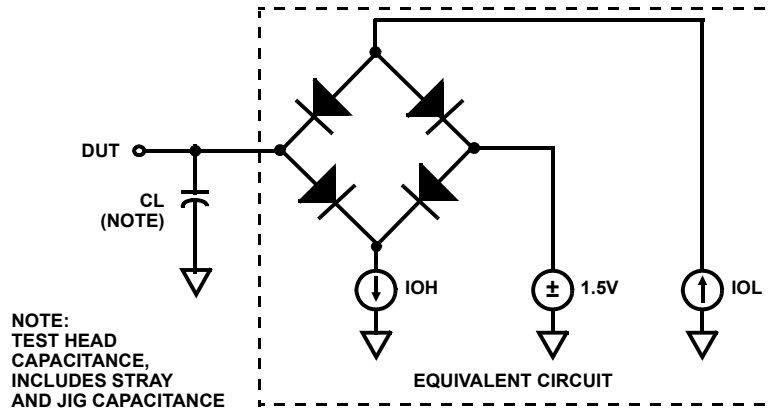 DUT
CL
(NOTE)
IOH
±
1.5V
IOL
NOTE:
TEST HEAD
CAPACITANCE,
INCLUDES STRAY
AND JIG CAPACITANCE
EQUIVALENT CIRCUIT